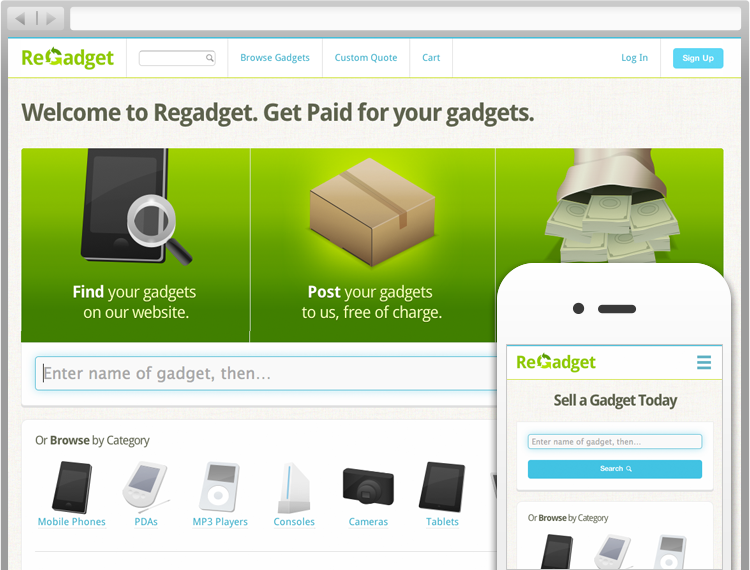 ReGadget
Browse Gadgets
Custom Quote
Cart
Log In
Sign Up
Welcome to Regadget. Get Paid for your gadgets.
Find your gadgets
on our website.
Post your gadgets
to us, free of charge.
Enter name of gadget, then...
Or Browse by Category
Mobile Phones
PDAs
MP3 Players
Consoles
Cameras
Tablets
ReGadget
Sell a Gadget Today
Enter name of gadget, then...
Search
Or Browse by Category